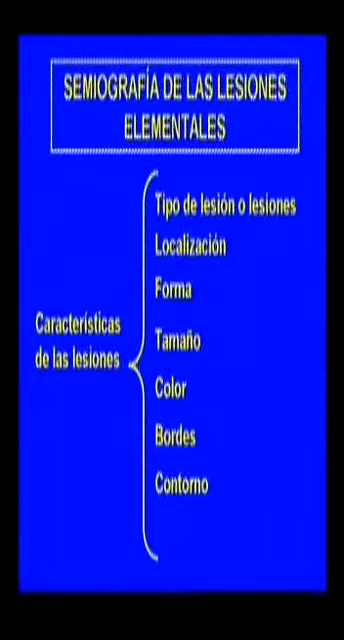 SEMIOGRAFÍA DE LAS LESIONES
ELEMENTALES
Características
de las lesiones
Tipo de lesión o lesiones
Localización
Forma
Tamaño
Color
Bordes
Contorno